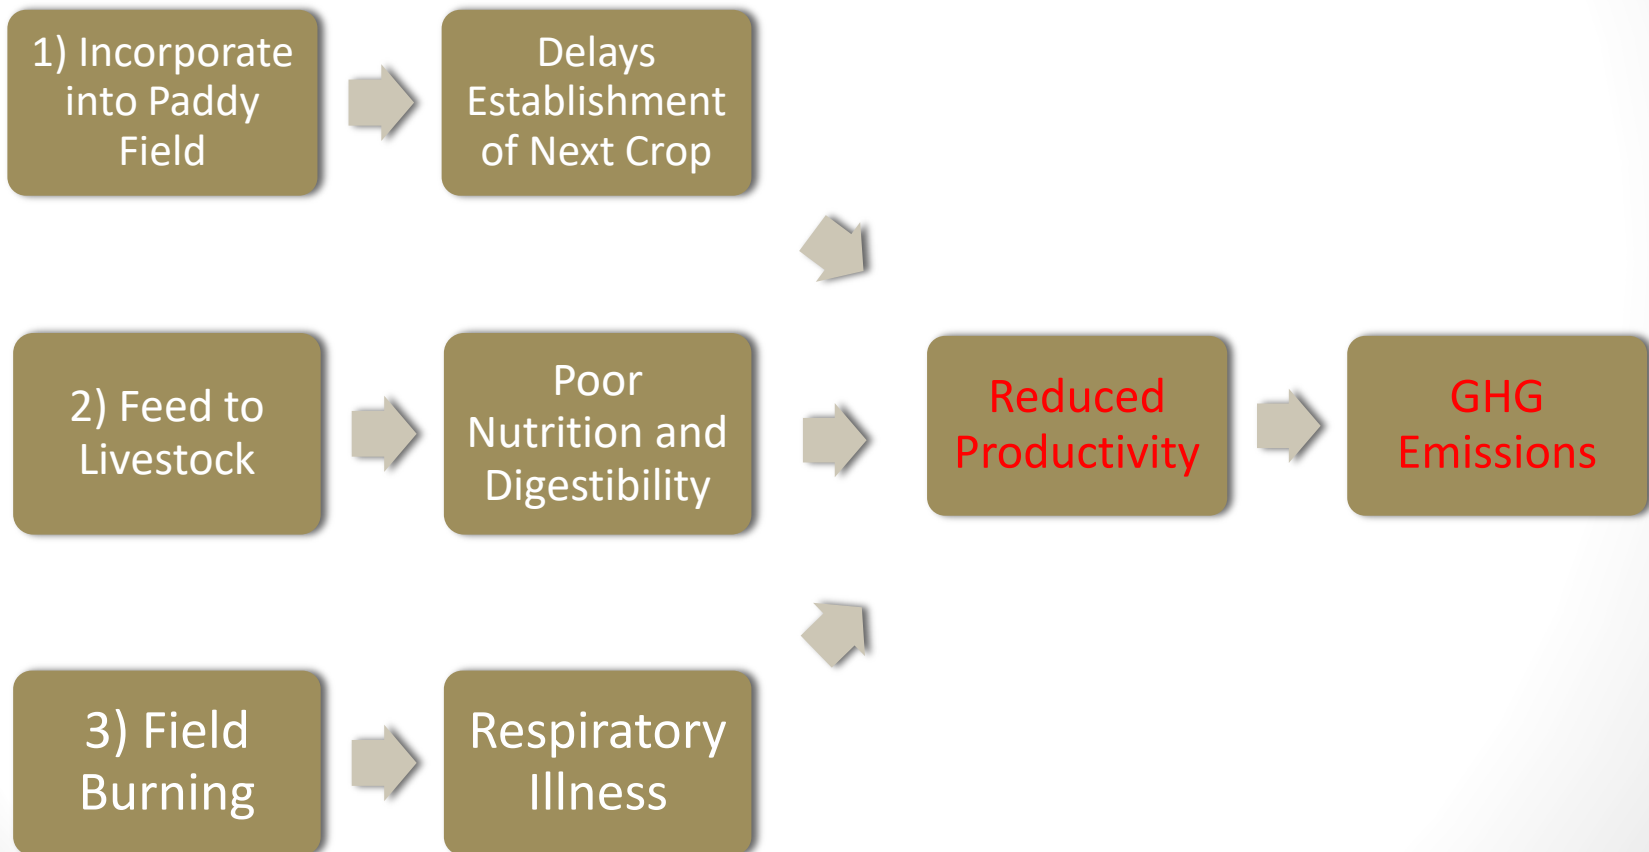 1) Incorporate
into Paddy
Field
Delays
Establishment
of Next Crop
2) Feed to
Livestock
Poor
Nutrition and
Digestibility
Reduced
Productivity
GHG
Emissions
3) Field
Burning
Respiratory
Illness